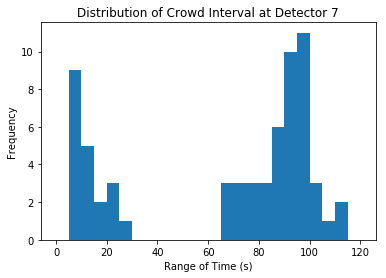 Distribution of Crowd Interval at Detector 7
Frequency
10
8
6
4
2
0
0 20 40 60 80 100 120
Range of Time (s)